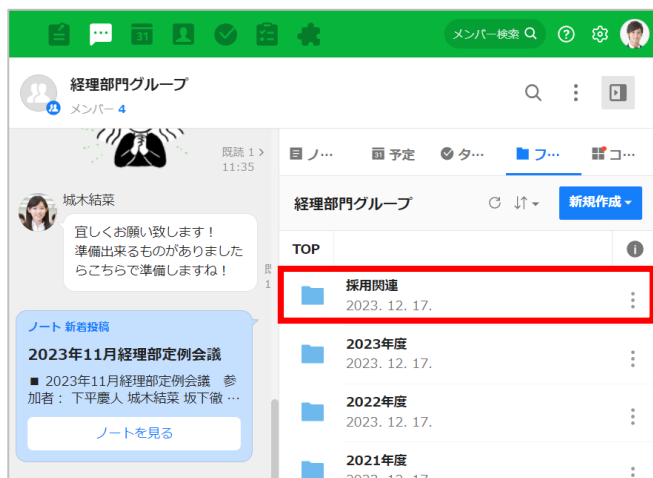 31
メンバー検索
経理部門グループ
メンバー 4
既読 1 >
11:35
城木結菜
宜しくお願い致します！
準備出来るものがありました
らこちらで準備しますね！
ノート 新着投稿
2023年11月経理部定例会議
■ 2023年11月経理部定例会議　参
加者： 下平慶人 城木結菜 坂下徹 …
ノートを見る
ノ… 31 予定 タ… フ… コ…
経理部門グループ 新規作成
TOP
採用関連
2023. 12. 17.
2023年度
2023. 12. 17.
2022年度
2023. 12. 17.
2021年度
2023. 12. 17.